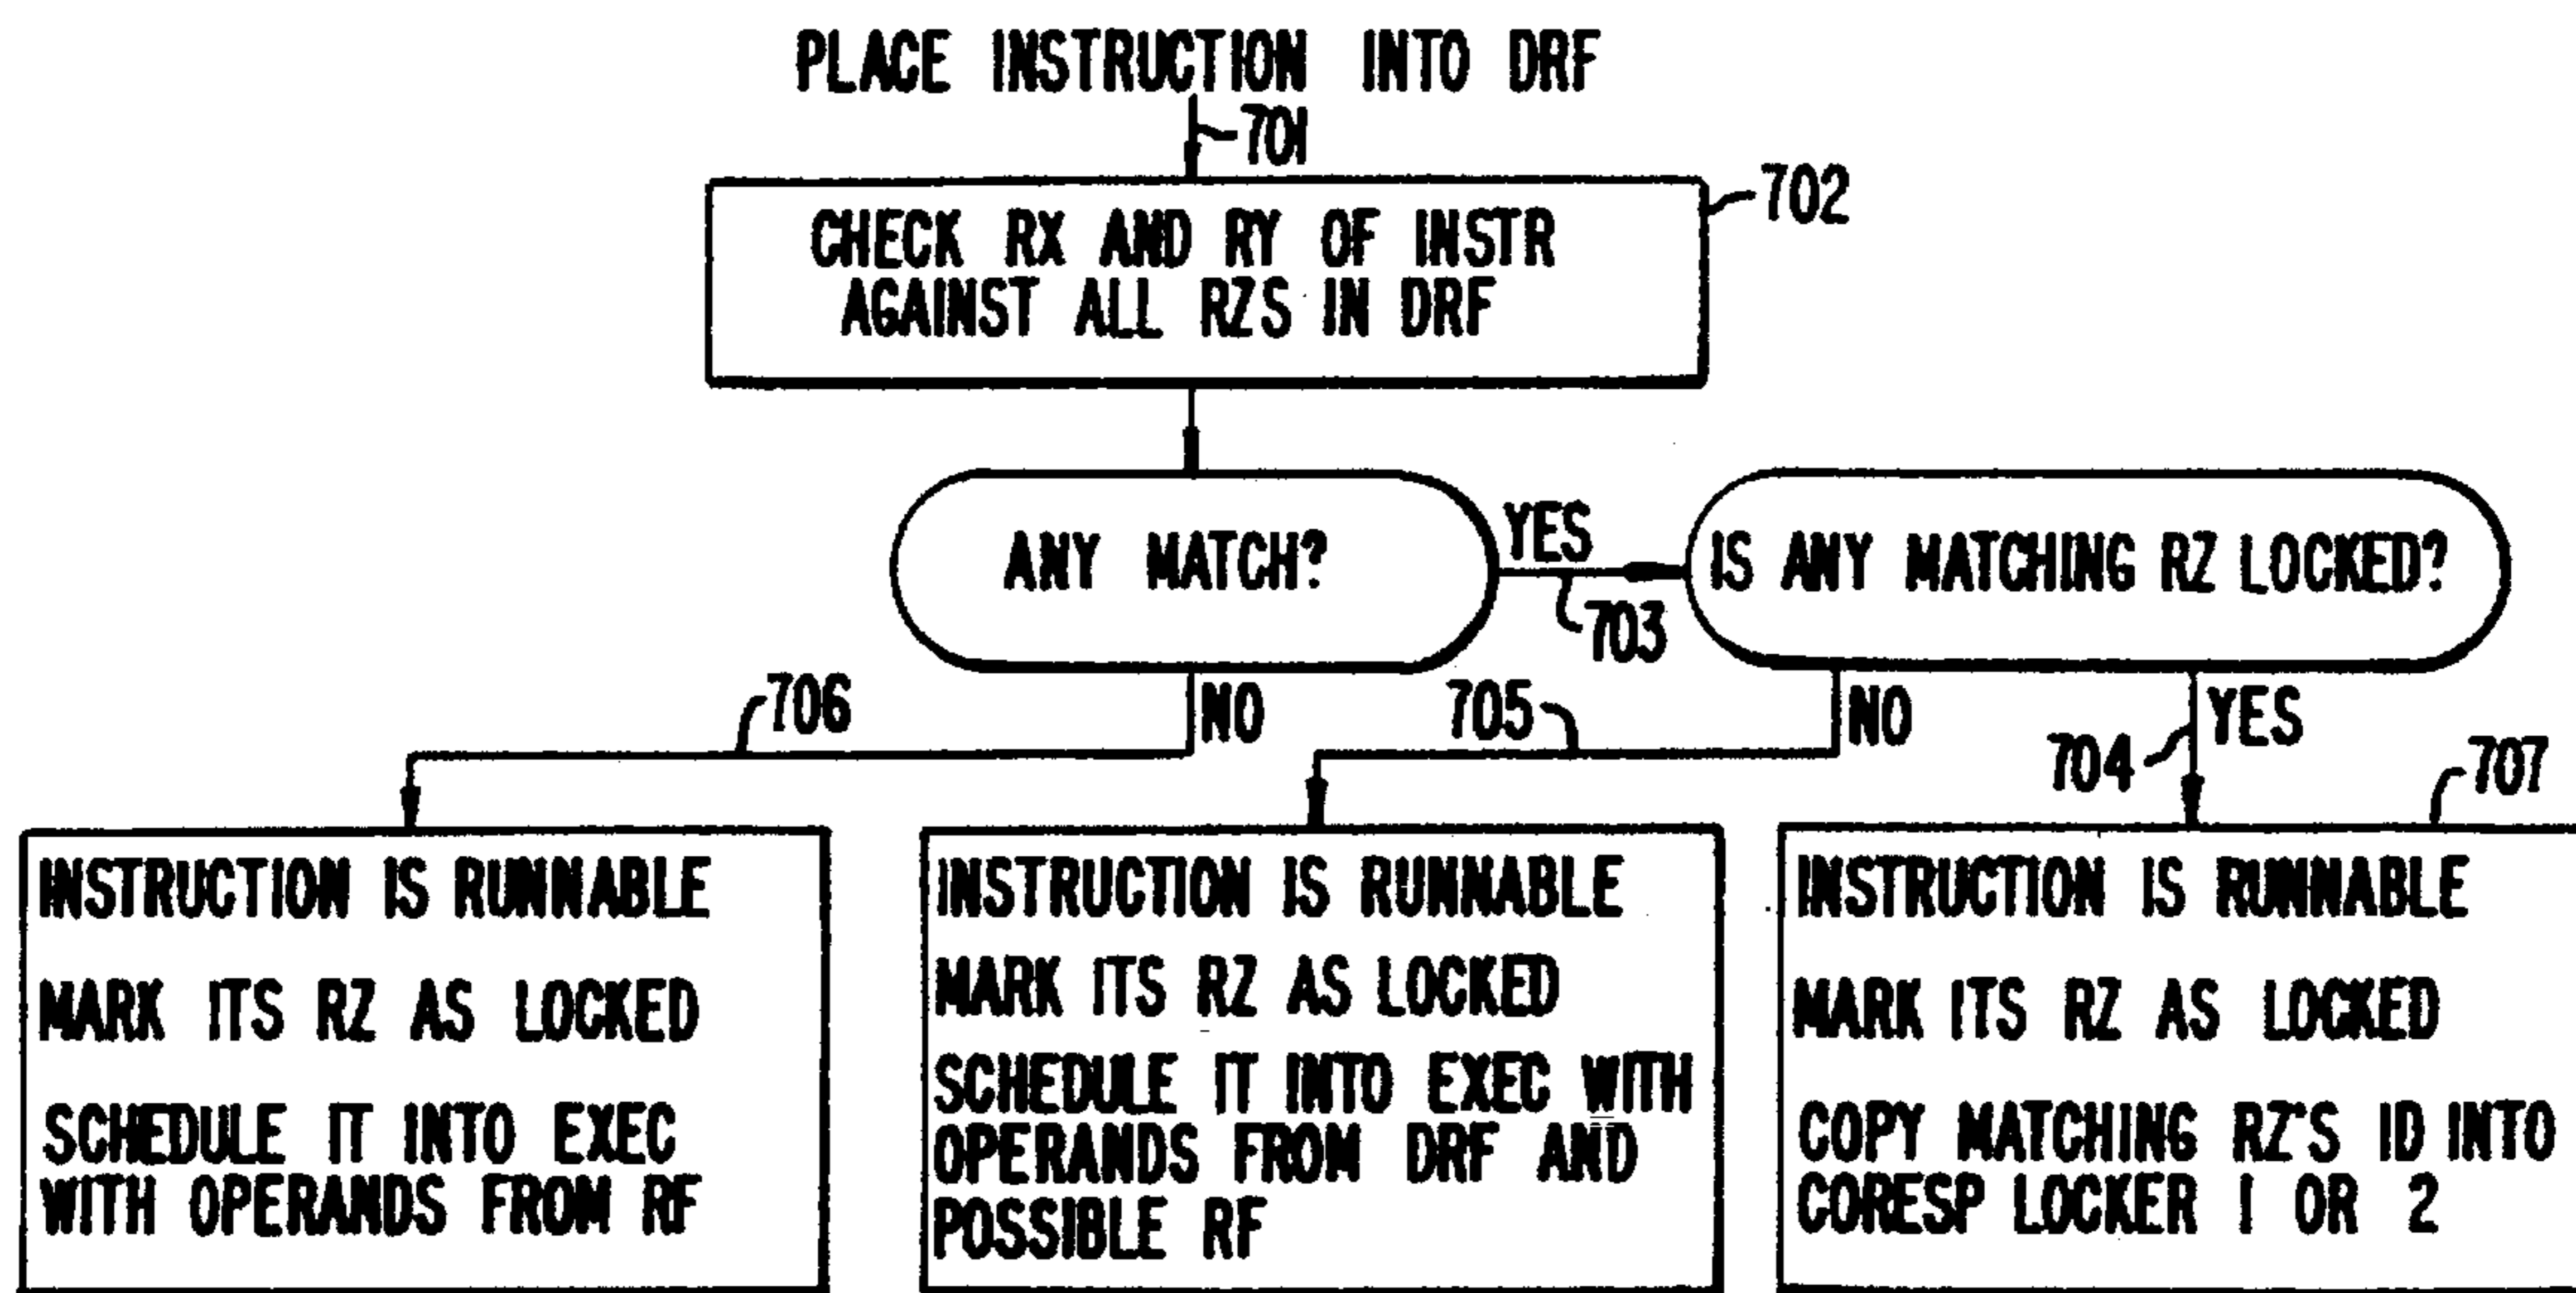 PLACE INSTRUCTION INTO DRF
701
CHECK RX AND RY OF INSTR
AGAINST ALL RZS IN DRF
702
ANY MATCH?
YES
703
IS ANY MATCHING RZ LOCKED?
706
NO
705
NO
704
YES
707
INSTRUCTION IS RUNNABLE
MARK ITS RZ AS LOCKED
SCHEDULE IT INTO EXEC
WITH OPERANDS FROM RF
INSTRUCTION IS RUNNABLE
MARK ITS RZ AS LOCKED
SCHEDULE IT INTO EXEC WITH
OPERANDS FROM DRF AND
POSSIBLE RF
INSTRUCTION IS RUNNABLE
MARK ITS RZ AS LOCKED
COPY MATCHING RZ'S ID INTO
CORESP LOCKER 1 OR 2